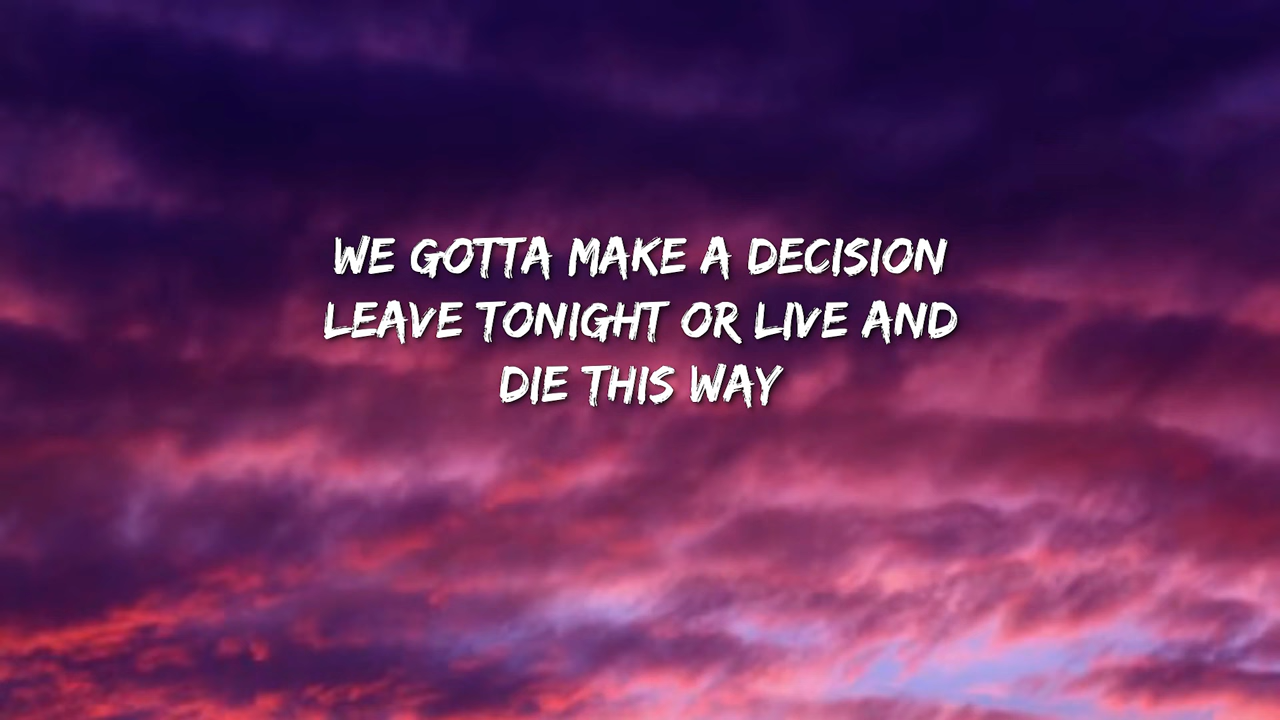 WE GOTTA MAKE A DECISION
LEAVE TONIGHT OR LIVE AND
DIE THIS WAY